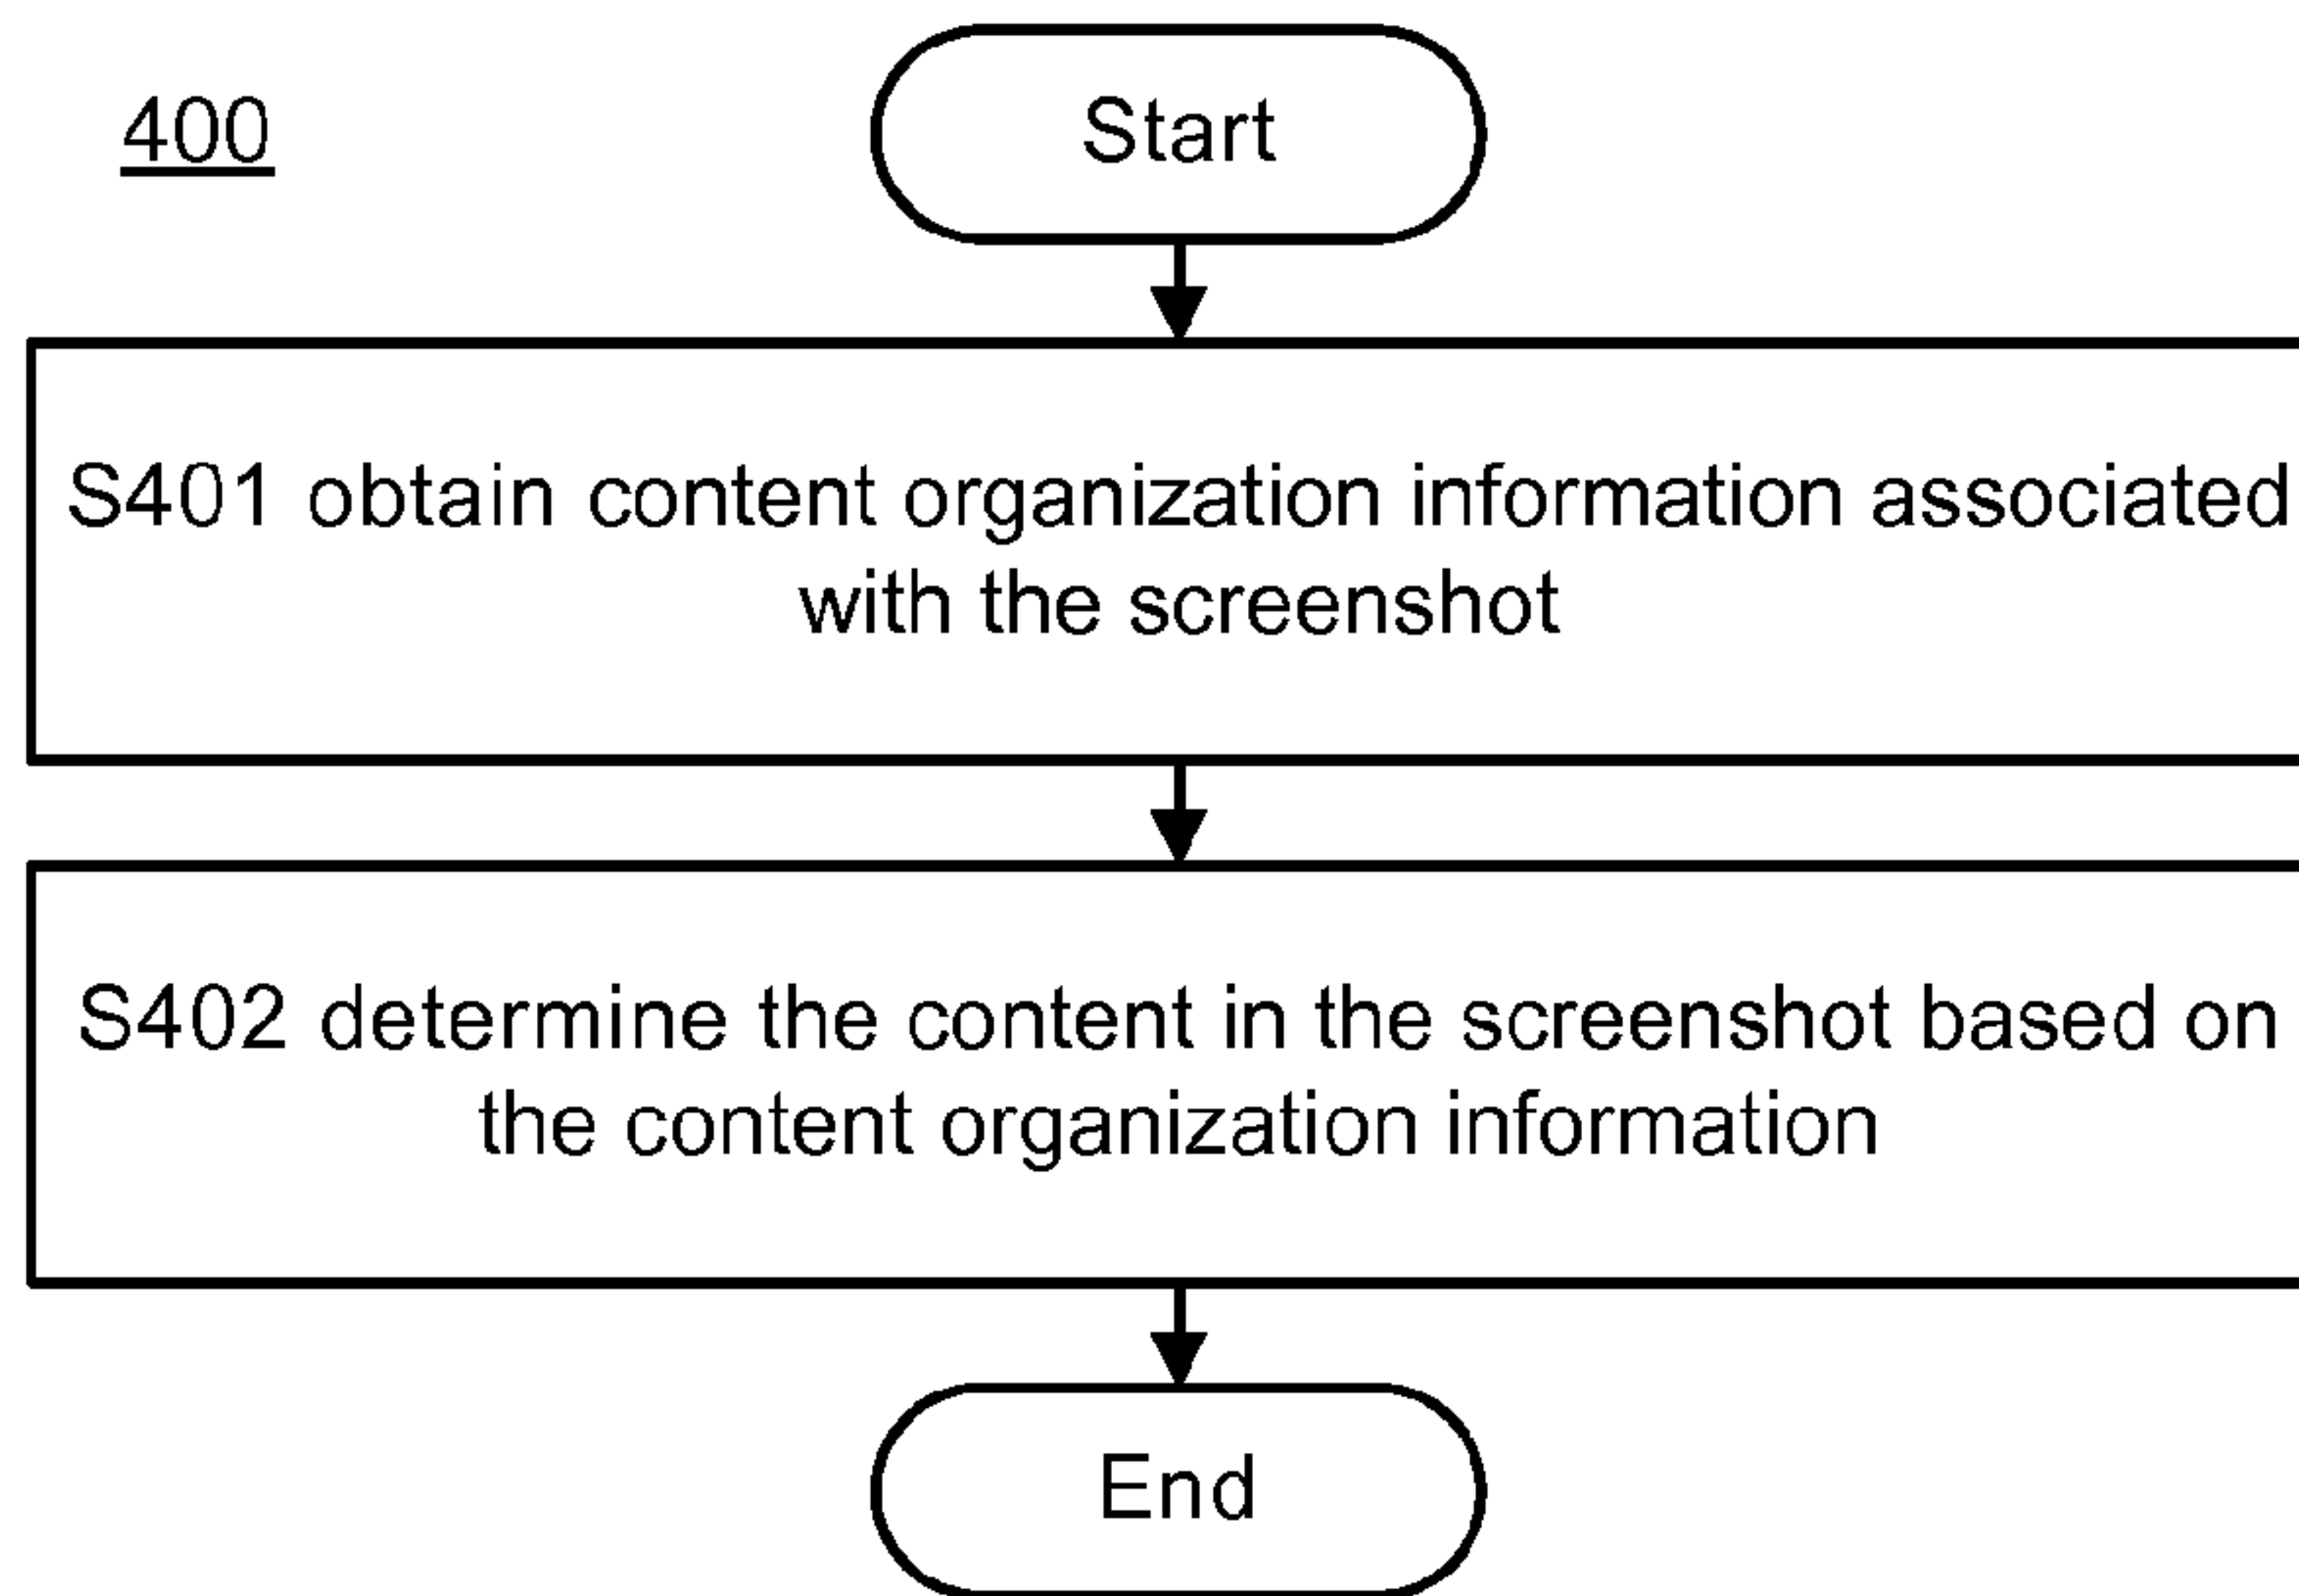 400
Start
S401 obtain content organization information associated
with the screenshot
S402 determine the content in the screenshot based on
the content organization information
End